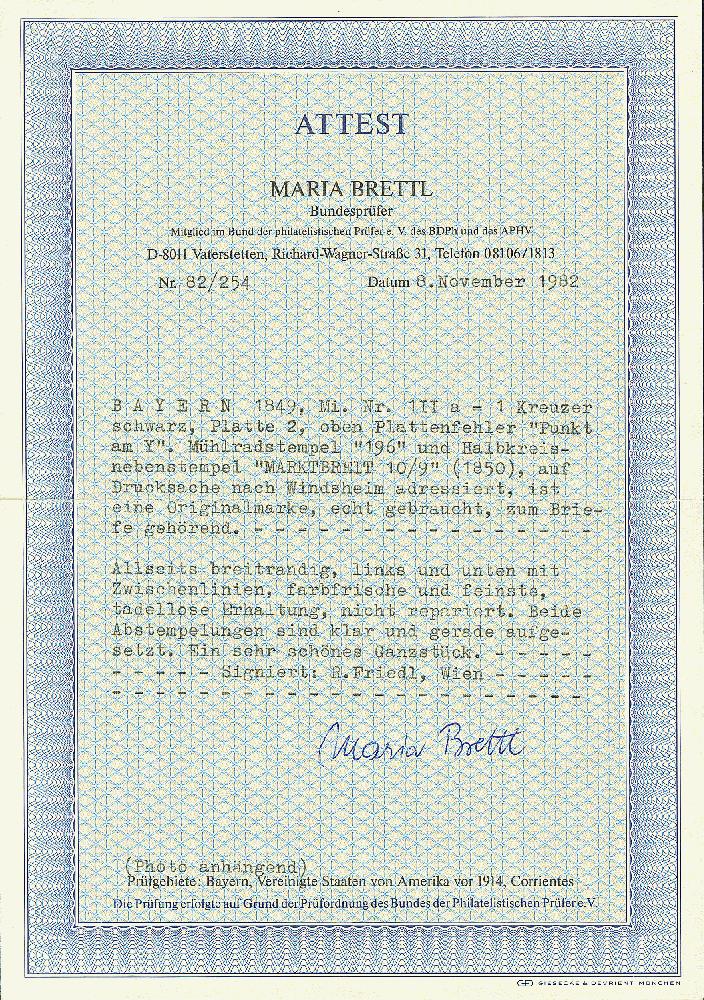 ATTEST
MARIA BRETTL
Bundesprüfer
Mitglied im Bund der philatelistischen Prüfer e. V. des BDPh und das APHV
D-8011 Vaterstetten, Richard-Wagner-Straße 31, Telefon 08106/1813
Nr. 82/254 Datum 8.November 1982
B A Y E R N 1849, Mi. Nr. 1II a - 1 Kreuzer
schwarz, Platte 2, oben Plattenfehler "Punkt
am Y". Mühlradstempel "196" und Halbkreis-
nebenstempel "MARKTBREIT 10/9" (1850), auf
Drucksache nach Windsheim adressiert, ist
eine Originalmarke, echt gebraucht, zum Brie-
fe gehörend. - - - - - - - - - - - - - - - -
Allseits breitrandig, links und unten mit
Zwischenlinien, farbfrische und feinste,
tadellose Erhaltung, nicht repariert. Beide
Abstempelungen sind klar und gerade aufge-
setzt. Ein sehr schönes Ganzstück. - - - - -
- - - - - Signiert: R.Friedl, Wien - - - - -
- - - - - - - - - - - - - - - - - - - -
Maria Brettl
(Photo anhängend)
Prüfgebiete: Bayern, Vereinigte Staaten von Amerika vor 1914, Corrientes
Die Prüfung erfolgte auf Grund der Prüfordnung des Bundes der Philatelistischen Prüfer e.V.
GD GIESECKE & DEVRIENT MÜNCHEN